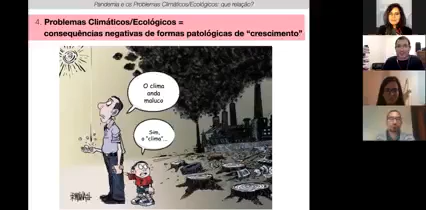 Pandemia e os Problemas Climáticos/Ecológicos: que relação?
4. Problemas Climáticos/Ecológicos =
consequências negativas de formas patológicas de "crescimento"
O clima
anda
maluco
Sim,
o "clima"...